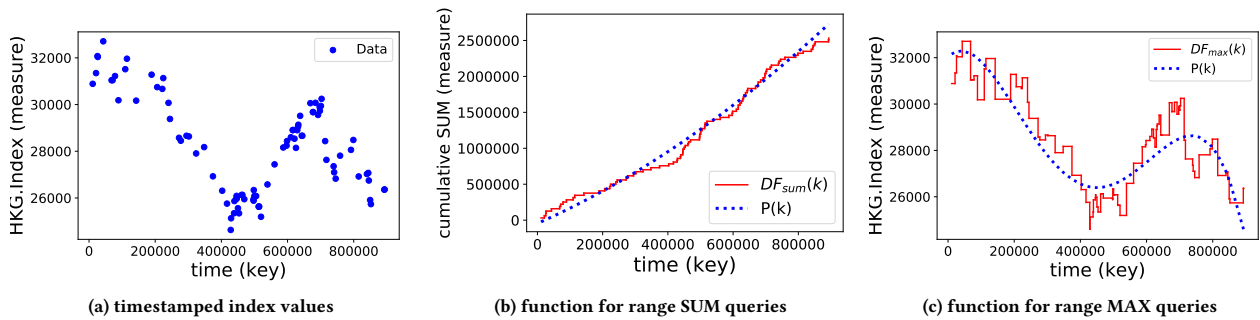 HKG.Index (measure)
32000
30000
28000
26000
0
200000
400000
600000
800000
time (key)
Data
(a) timestamped index values
cumulative SUM (measure)
2500000
2000000
1500000
1000000
500000
0
0
200000
400000
600000
800000
time (key)
DF_sum(k)
P(k)
(b) function for range SUM queries
HKG.Index (measure)
32000
30000
28000
26000
0
200000
400000
600000
800000
time (key)
DF_max(k)
P(k)
(c) function for range MAX queries